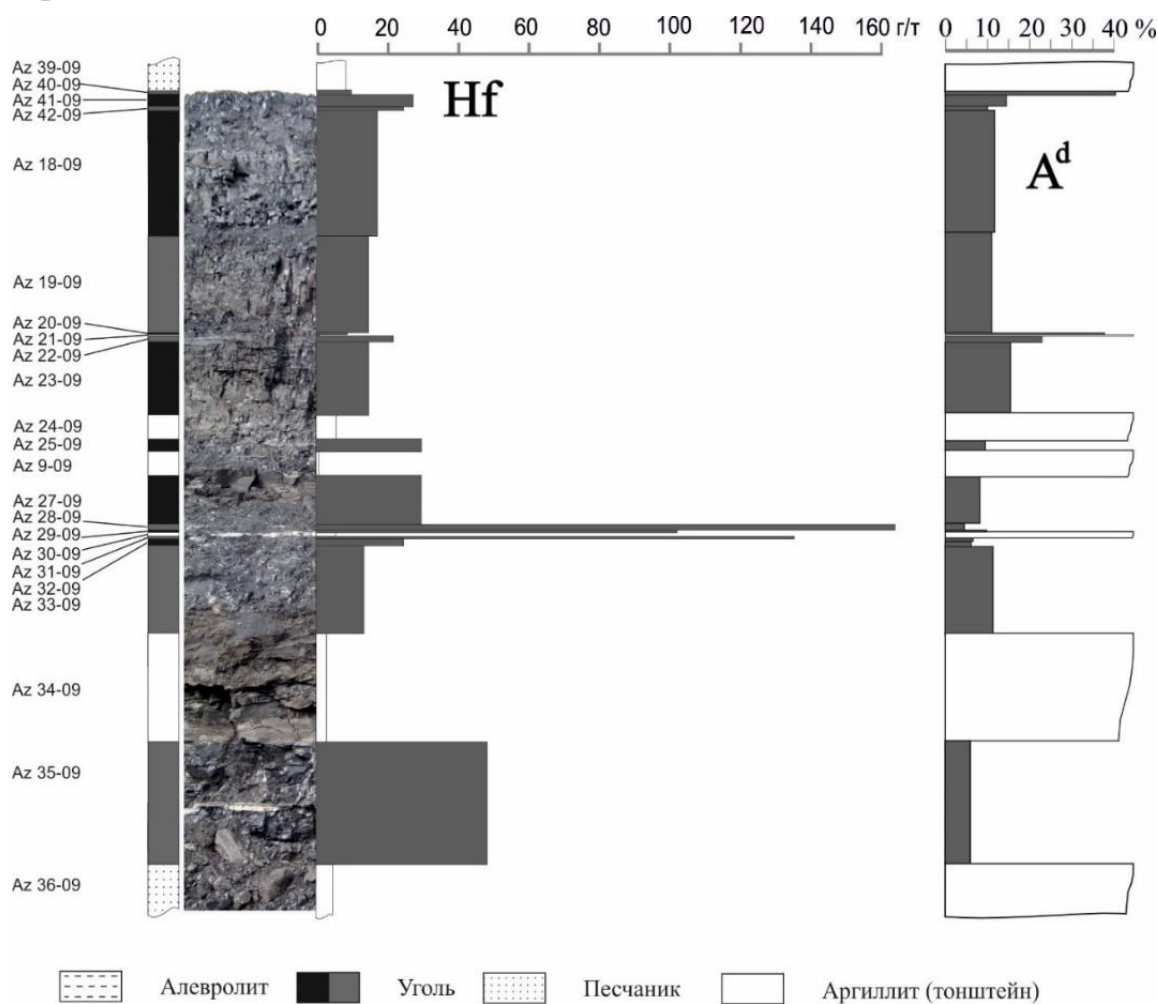 0 20 40 60 80 100 120 140 160 г/т
0 10 20 30 40 %
Hf
A^d
Az 39-09
Az 40-09
Az 41-09
Az 42-09
Az 18-09
Az 19-09
Az 20-09
Az 21-09
Az 22-09
Az 23-09
Az 24-09
Az 25-09
Az 9-09
Az 27-09
Az 28-09
Az 29-09
Az 30-09
Az 31-09
Az 32-09
Az 33-09
Az 34-09
Az 35-09
Az 36-09
Алевролит Уголь Песчаник Аргиллит (тонштейн)